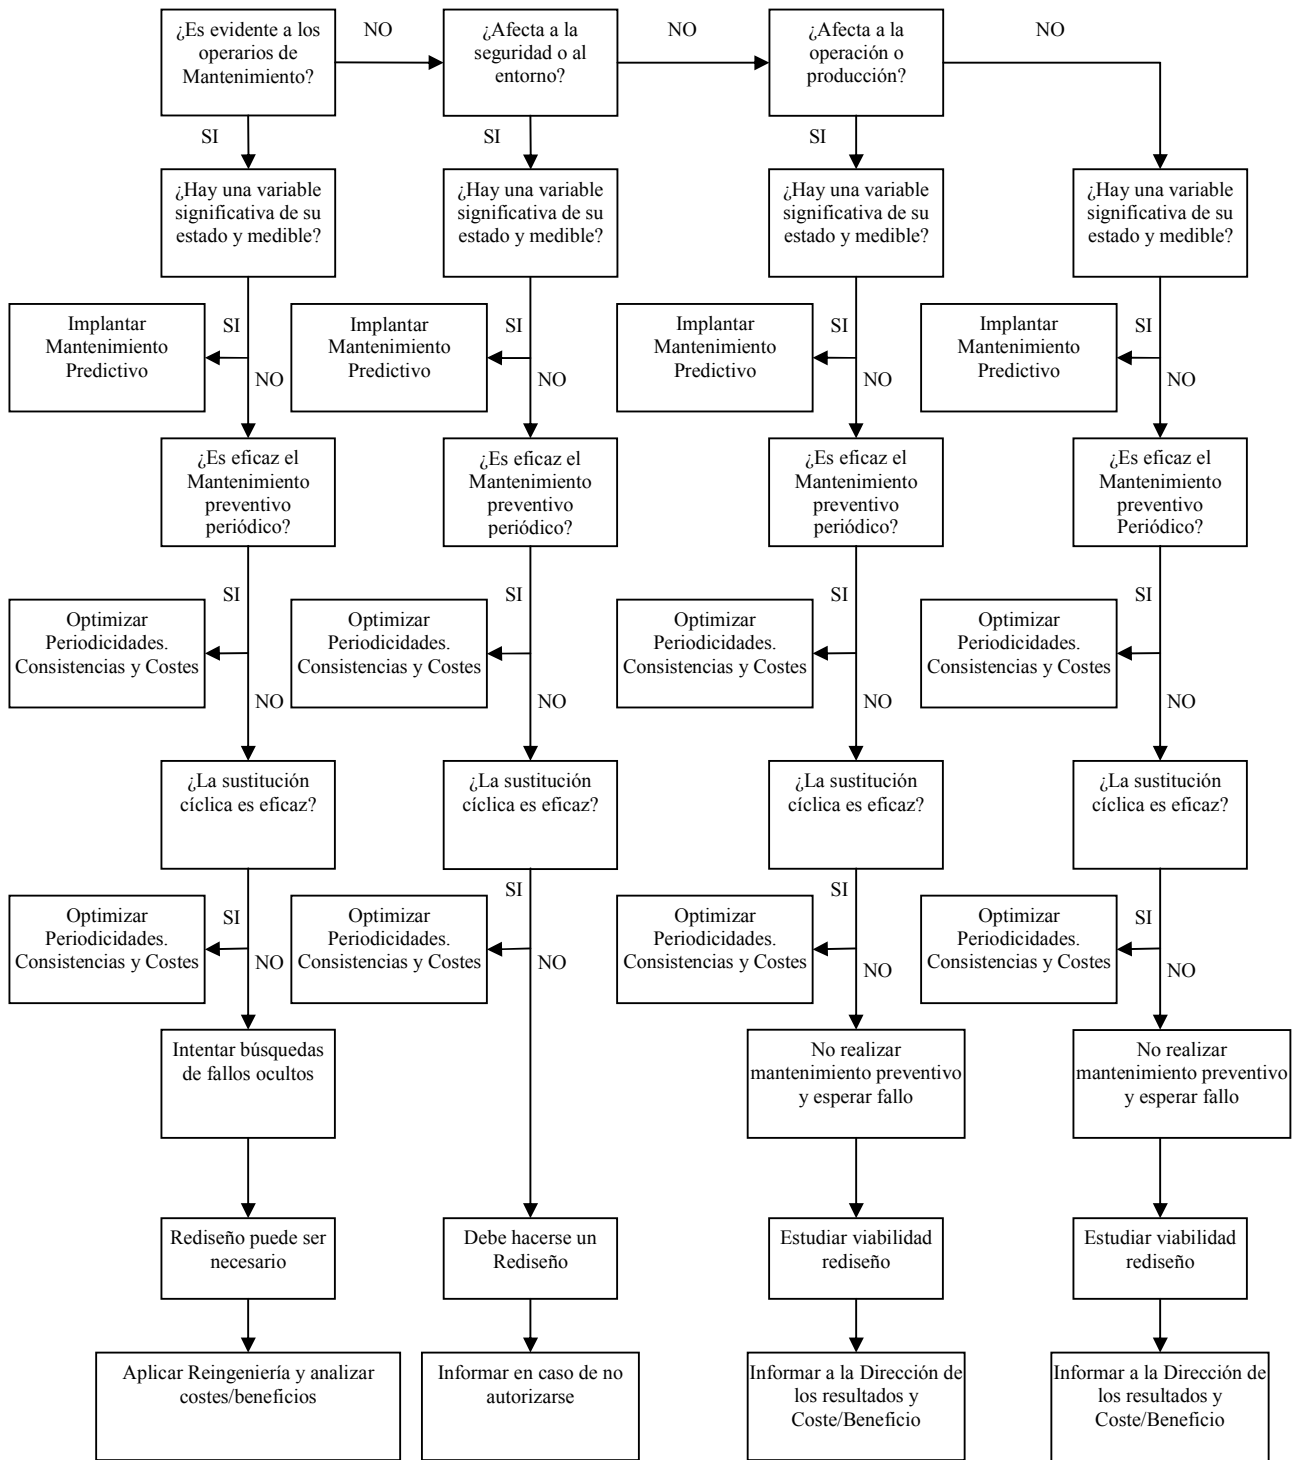 ¿Es evidente a los
operarios de
Mantenimiento?
NO
¿Afecta a la
seguridad o al
entorno?
NO
¿Afecta a la
operación o
producción?
NO
SI
SI
SI
¿Hay una variable
significativa de su
estado y medible?
¿Hay una variable
significativa de su
estado y medible?
¿Hay una variable
significativa de su
estado y medible?
¿Hay una variable
significativa de su
estado y medible?
Implantar
Mantenimiento
Predictivo
SI
NO
Implantar
Mantenimiento
Predictivo
SI
NO
Implantar
Mantenimiento
Predictivo
SI
NO
Implantar
Mantenimiento
Predictivo
SI
NO
¿Es eficaz el
Mantenimiento
preventivo
periódico?
¿Es eficaz el
Mantenimiento
preventivo
periódico?
¿Es eficaz el
Mantenimiento
preventivo
periódico?
¿Es eficaz el
Mantenimiento
preventivo
Periódico?
Optimizar
Periodicidades.
Consistencias y Costes
SI
NO
Optimizar
Periodicidades.
Consistencias y Costes
SI
NO
Optimizar
Periodicidades.
Consistencias y Costes
SI
NO
Optimizar
Periodicidades.
Consistencias y Costes
SI
NO
¿La sustitución
cíclica es eficaz?
¿La sustitución
cíclica es eficaz?
¿La sustitución
cíclica es eficaz?
¿La sustitución
cíclica es eficaz?
Optimizar
Periodicidades.
Consistencias y Costes
SI
NO
Optimizar
Periodicidades.
Consistencias y Costes
SI
NO
Optimizar
Periodicidades.
Consistencias y Costes
SI
NO
Optimizar
Periodicidades.
Consistencias y Costes
SI
NO
Intentar búsquedas
de fallos ocultos
No realizar
mantenimiento preventivo
y esperar fallo
No realizar
mantenimiento preventivo
y esperar fallo
Rediseño puede ser
necesario
Debe hacerse un
Rediseño
Estudiar viabilidad
rediseño
Estudiar viabilidad
rediseño
Aplicar Reingeniería y analizar
costes/beneficios
Informar en caso de no
autorizarse
Informar a la Dirección de
los resultados y
Coste/Beneficio
Informar a la Dirección de
los resultados y
Coste/Beneficio